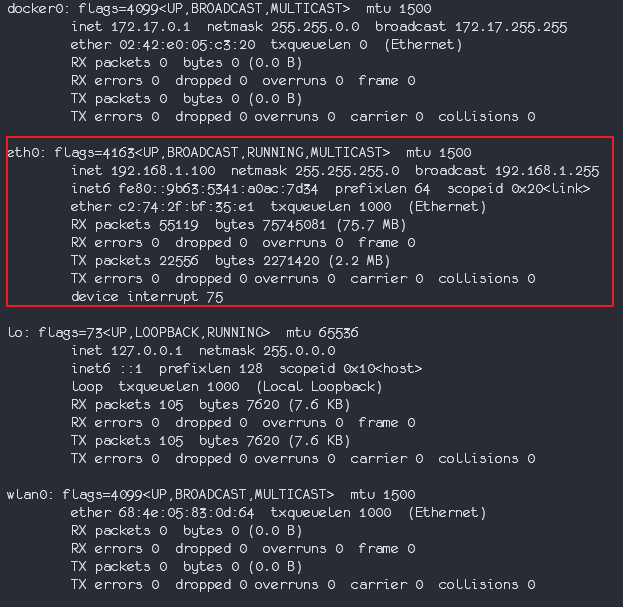 docker0: flags=4099<UP,BROADCAST,MULTICAST>  mtu 1500
        inet 172.17.0.1  netmask 255.255.0.0  broadcast 172.17.255.255
        ether 02:42:e0:05:c3:20  txqueuelen 0  (Ethernet)
        RX packets 0  bytes 0 (0.0 B)
        RX errors 0  dropped 0  overruns 0  frame 0
        TX packets 0  bytes 0 (0.0 B)
        TX errors 0  dropped 0 overruns 0  carrier 0  collisions 0
eth0: flags=4163<UP,BROADCAST,RUNNING,MULTICAST>  mtu 1500
        inet 192.168.1.100  netmask 255.255.255.0  broadcast 192.168.1.255
        inet6 fe80::9b63:5341:a0ac:7d34  prefixlen 64  scopeid 0x20<link>
        ether c2:74:2f:bf:35:e1  txqueuelen 1000  (Ethernet)
        RX packets 55119  bytes 75745081 (75.7 MB)
        RX errors 0  dropped 0  overruns 0  frame 0
        TX packets 22556  bytes 2271420 (2.2 MB)
        TX errors 0  dropped 0 overruns 0  carrier 0  collisions 0
        device interrupt 75
lo: flags=73<UP,LOOPBACK,RUNNING>  mtu 65536
        inet 127.0.0.1  netmask 255.0.0.0
        inet6 ::1  prefixlen 128  scopeid 0x10<host>
        loop  txqueuelen 1000  (Local Loopback)
        RX packets 105  bytes 7620 (7.6 KB)
        RX errors 0  dropped 0  overruns 0  frame 0
        TX packets 105  bytes 7620 (7.6 KB)
        TX errors 0  dropped 0 overruns 0  carrier 0  collisions 0
wlan0: flags=4099<UP,BROADCAST,MULTICAST>  mtu 1500
        ether 68:4e:05:83:0d:64  txqueuelen 1000  (Ethernet)
        RX packets 0  bytes 0 (0.0 B)
        RX errors 0  dropped 0  overruns 0  frame 0
        TX packets 0  bytes 0 (0.0 B)
        TX errors 0  dropped 0 overruns 0  carrier 0  collisions 0